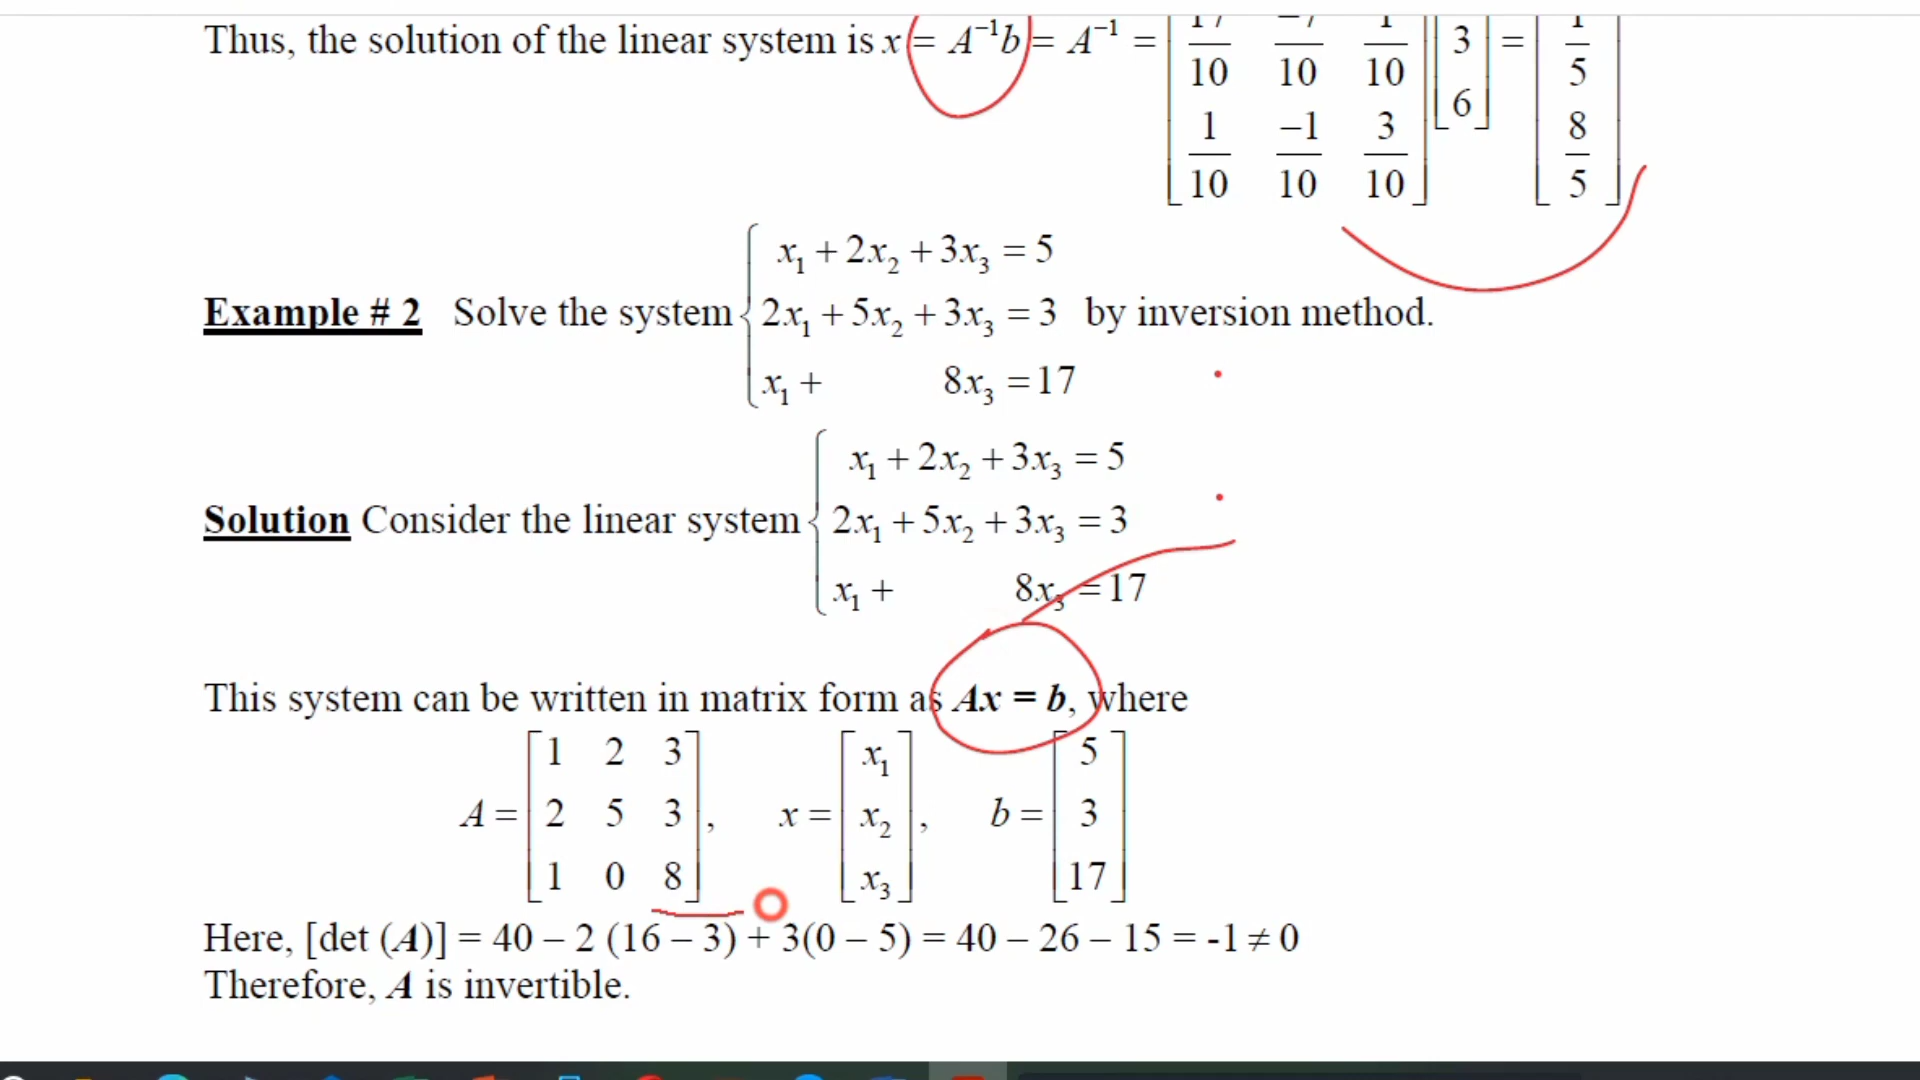 Thus, the solution of the linear system is x = A⁻¹b = A⁻¹ = [17/10 −7/10 1/10; 1/10 −1/10 3/10] [3; 6] = [1/5; 8/5]
x₁ + 2x₂ + 3x₃ = 5
Example # 2 Solve the system 2x₁ + 5x₂ + 3x₃ = 3 by inversion method.
x₁ + 8x₃ = 17
x₁ + 2x₂ + 3x₃ = 5
Solution Consider the linear system 2x₁ + 5x₂ + 3x₃ = 3
x₁ + 8x₃ = 17
This system can be written in matrix form as Ax = b, where
A = [1 2 3; 2 5 3; 1 0 8], x = [x₁; x₂; x₃], b = [5; 3; 17]
Here, [det (A)] = 40 – 2 (16 – 3) + 3(0 – 5) = 40 – 26 – 15 = -1 ≠ 0
Therefore, A is invertible.